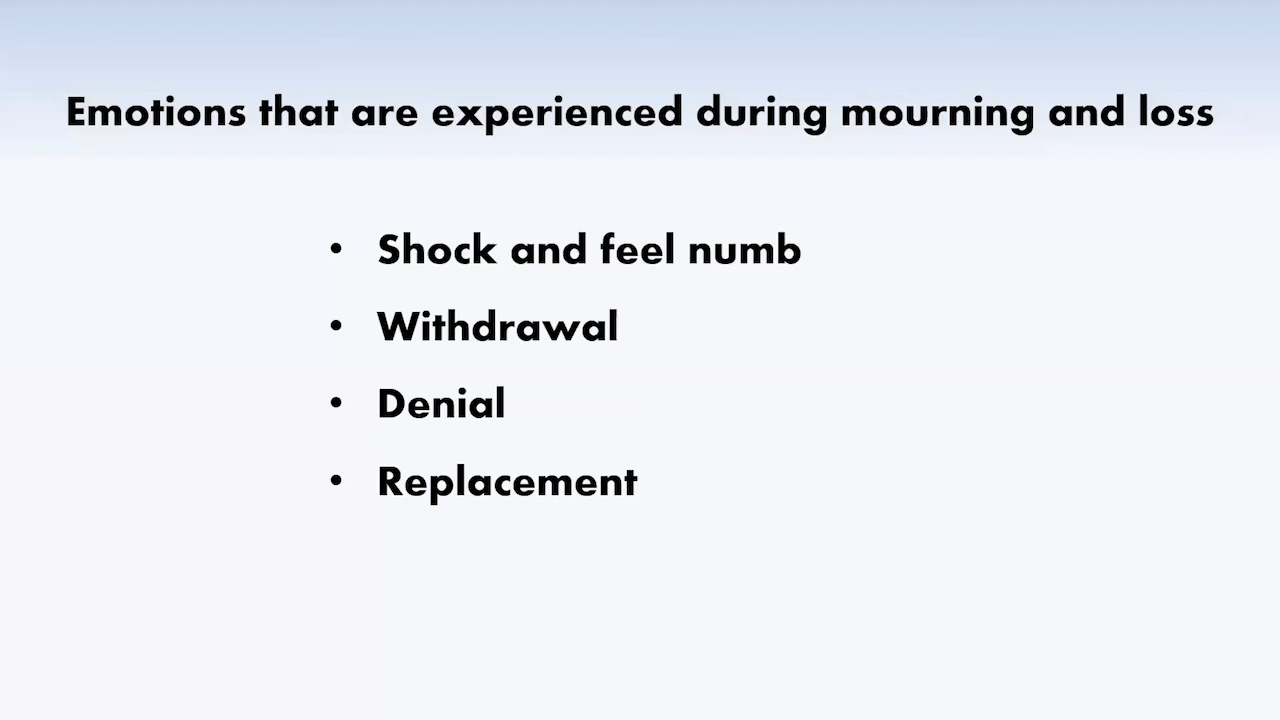 Emotions that are experienced during mourning and loss
• Shock and feel numb
• Withdrawal
• Denial
• Replacement